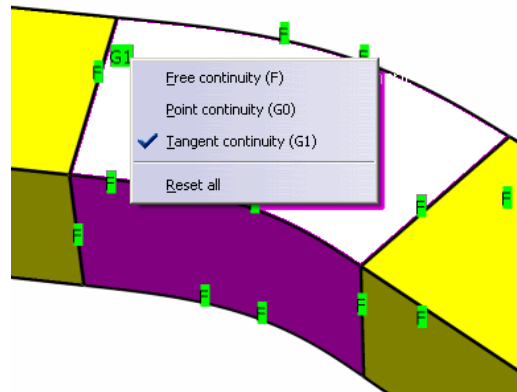 F
G1
F
F
Free continuity (F)
Point continuity (G0)
Tangent continuity (G1)
Reset all
F
F
F
F
F
F
F
F